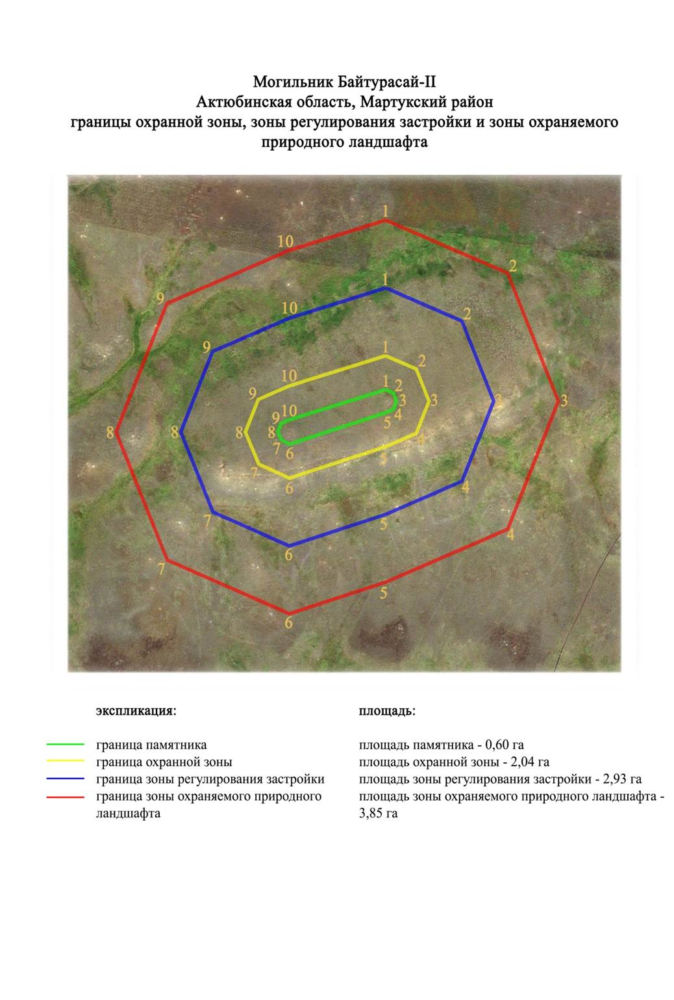 Могильник Байтурасай-II
Актюбинская область, Мартукский район
границы охранной зоны, зоны регулирования застройки и зоны охраняемого
природного ландшафта
1
10
2
9
1
10
2
9
1
10
2
9
1
2
3
3
3
3
10
9
4
5
8
8
8
8
7
6
4
5
7
6
4
7
5
6
4
7
5
6
экспликация:
площадь:
граница памятника
площадь памятника - 0,60 га
граница охранной зоны
площадь охранной зоны - 2,04 га
граница зоны регулирования застройки
площадь зоны регулирования застройки - 2,93 га
граница зоны охраняемого природного
площадь зоны охраняемого природного ландшафта -
ландшафта
3,85 га